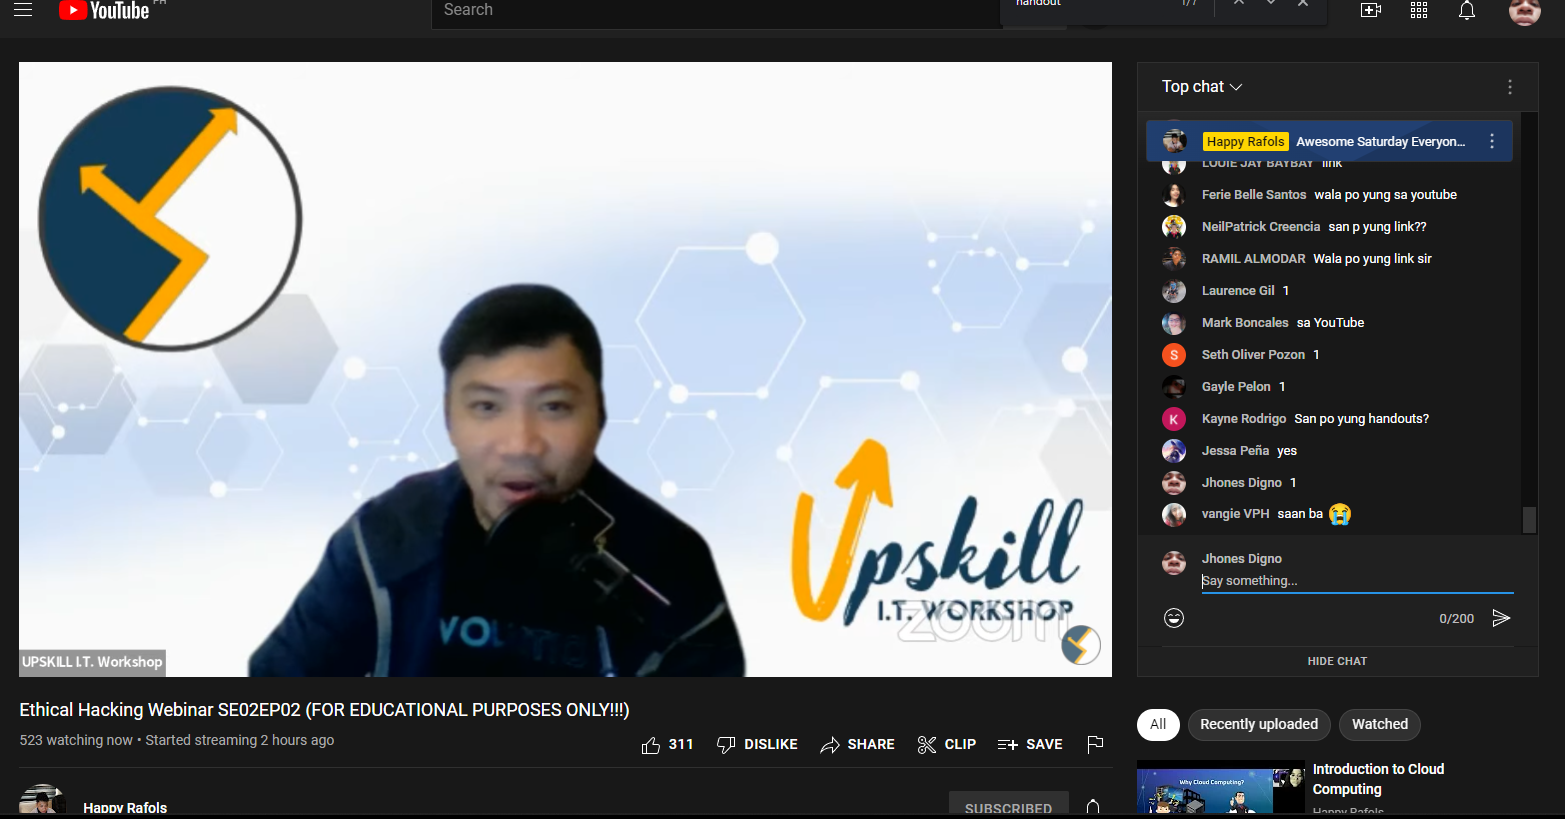 YouTube PH
Search
handout 1/7
UPSKILL I.T. Workshop
Upskill
I.T. WORKSHOP
zoom
Ethical Hacking Webinar SE02EP02 (FOR EDUCATIONAL PURPOSES ONLY!!!)
523 watching now • Started streaming 2 hours ago
311 DISLIKE SHARE CLIP SAVE
Happy Rafols
SUBSCRIBED
Top chat
Happy Rafols Awesome Saturday Everyon...
LOUIE JAY BAYBAY link
Ferie Belle Santos wala po yung sa youtube
NeilPatrick Creencia san p yung link??
RAMIL ALMODAR Wala po yung link sir
Laurence Gil 1
Mark Boncales sa YouTube
S Seth Oliver Pozon 1
Gayle Pelon 1
K Kayne Rodrigo San po yung handouts?
Jessa Peña yes
Jhones Digno 1
vangie VPH saan ba 😭
Jhones Digno
Say something...
0/200
HIDE CHAT
All Recently uploaded Watched
Why Cloud Computing?
Introduction to Cloud
Computing
Happy Rafols